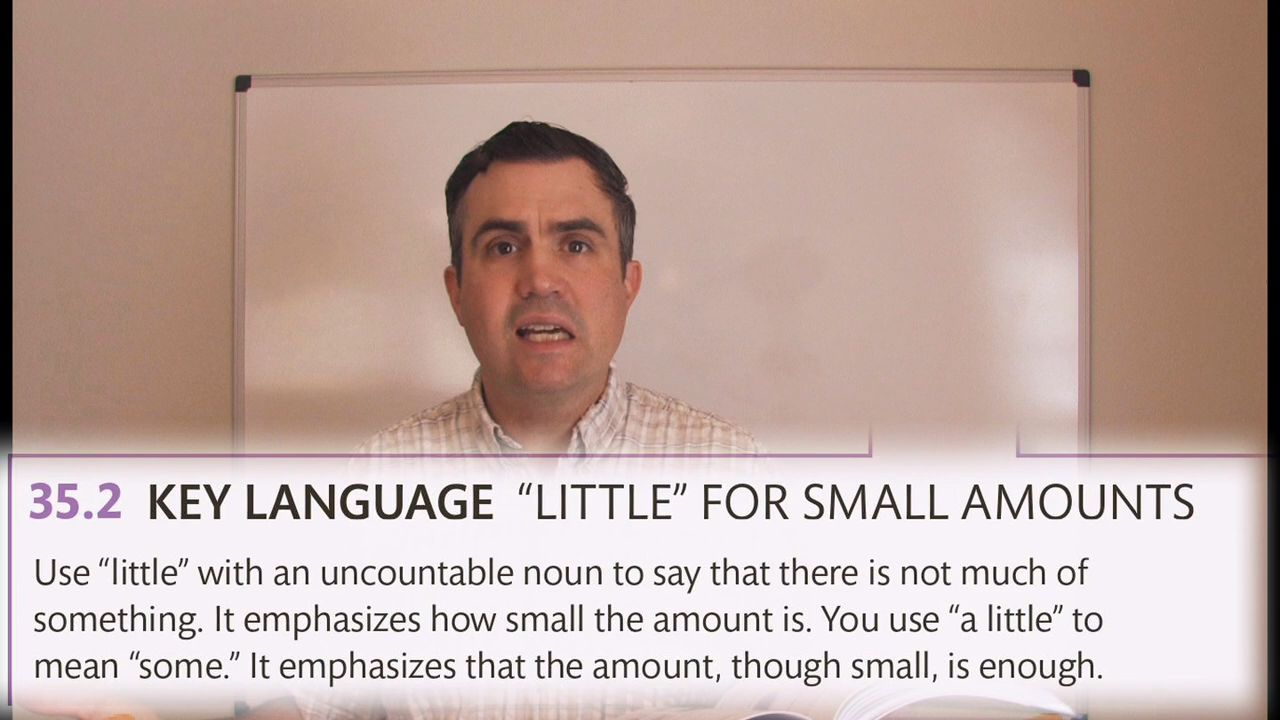 35.2 KEY LANGUAGE “LITTLE” FOR SMALL AMOUNTS
Use “little” with an uncountable noun to say that there is not much of
something. It emphasizes how small the amount is. You use “a little” to
mean “some.” It emphasizes that the amount, though small, is enough.